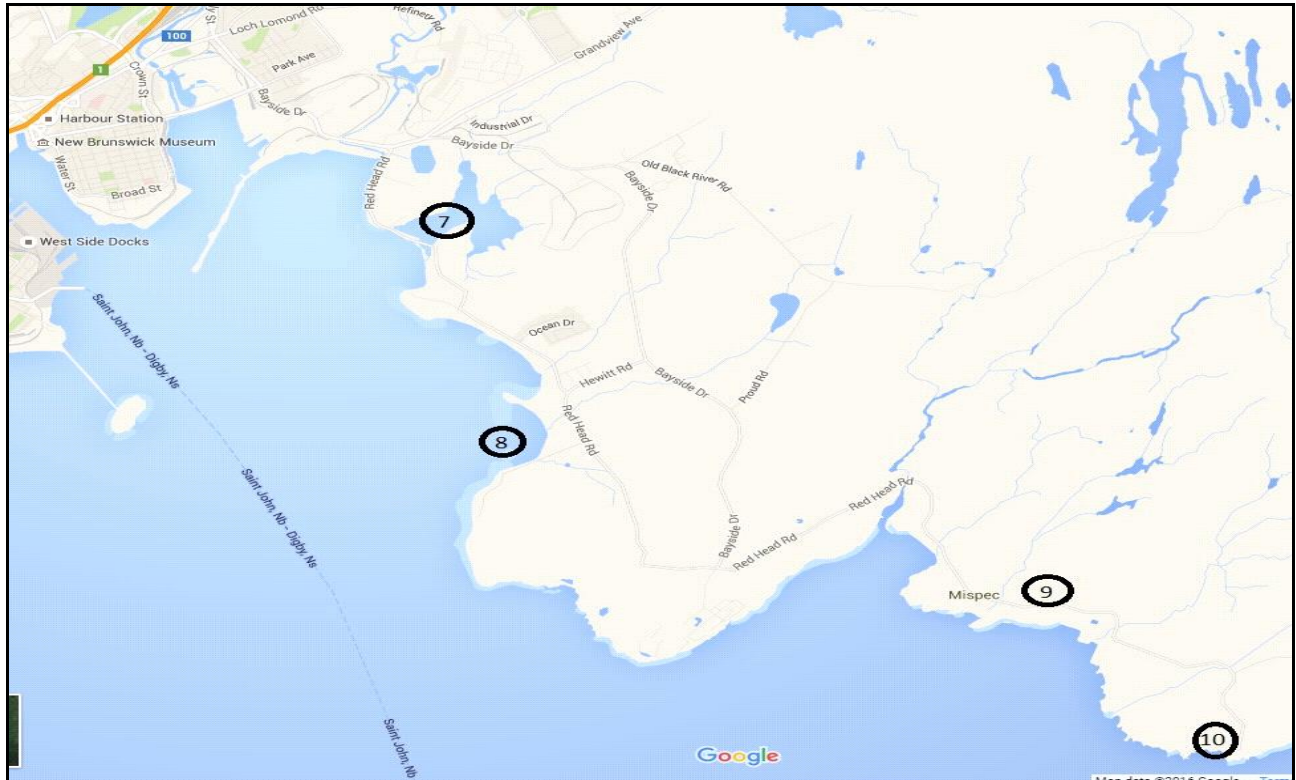 Loch Lomond Rd
Refinery Rd
Grandview Ave
100
1
Crown St
Park Ave
Bayside Dr
Harbour Station
New Brunswick Museum
Water St
Broad St
Industrial Dr
Bayside Dr
Red Head Rd
Old Black River Rd
Bayside Dr
7
West Side Docks
Saint John, Nb - Digby, Ns
Ocean Dr
Hewitt Rd
Bayside Dr
Proud Rd
Red Head Rd
8
Saint John, Nb - Digby, Ns
Red Head Rd
Bayside Dr
Red Head Rd
Mispec
9
Saint John, Nb
10
Google
Map data ©2016 Google